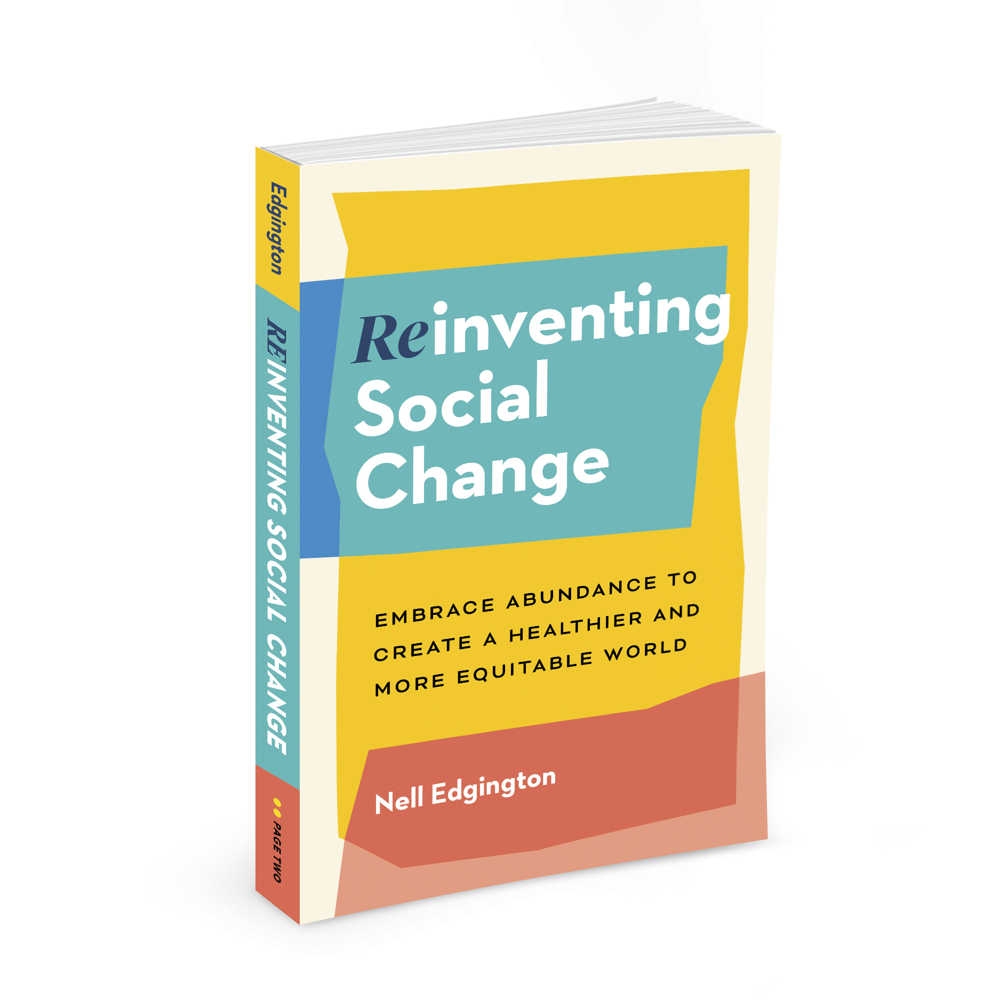 Edgington
REINVENTING SOCIAL CHANGE
PAGE TWO
Reinventing
Social
Change
EMBRACE ABUNDANCE TO
CREATE A HEALTHIER AND
MORE EQUITABLE WORLD
Nell Edgington